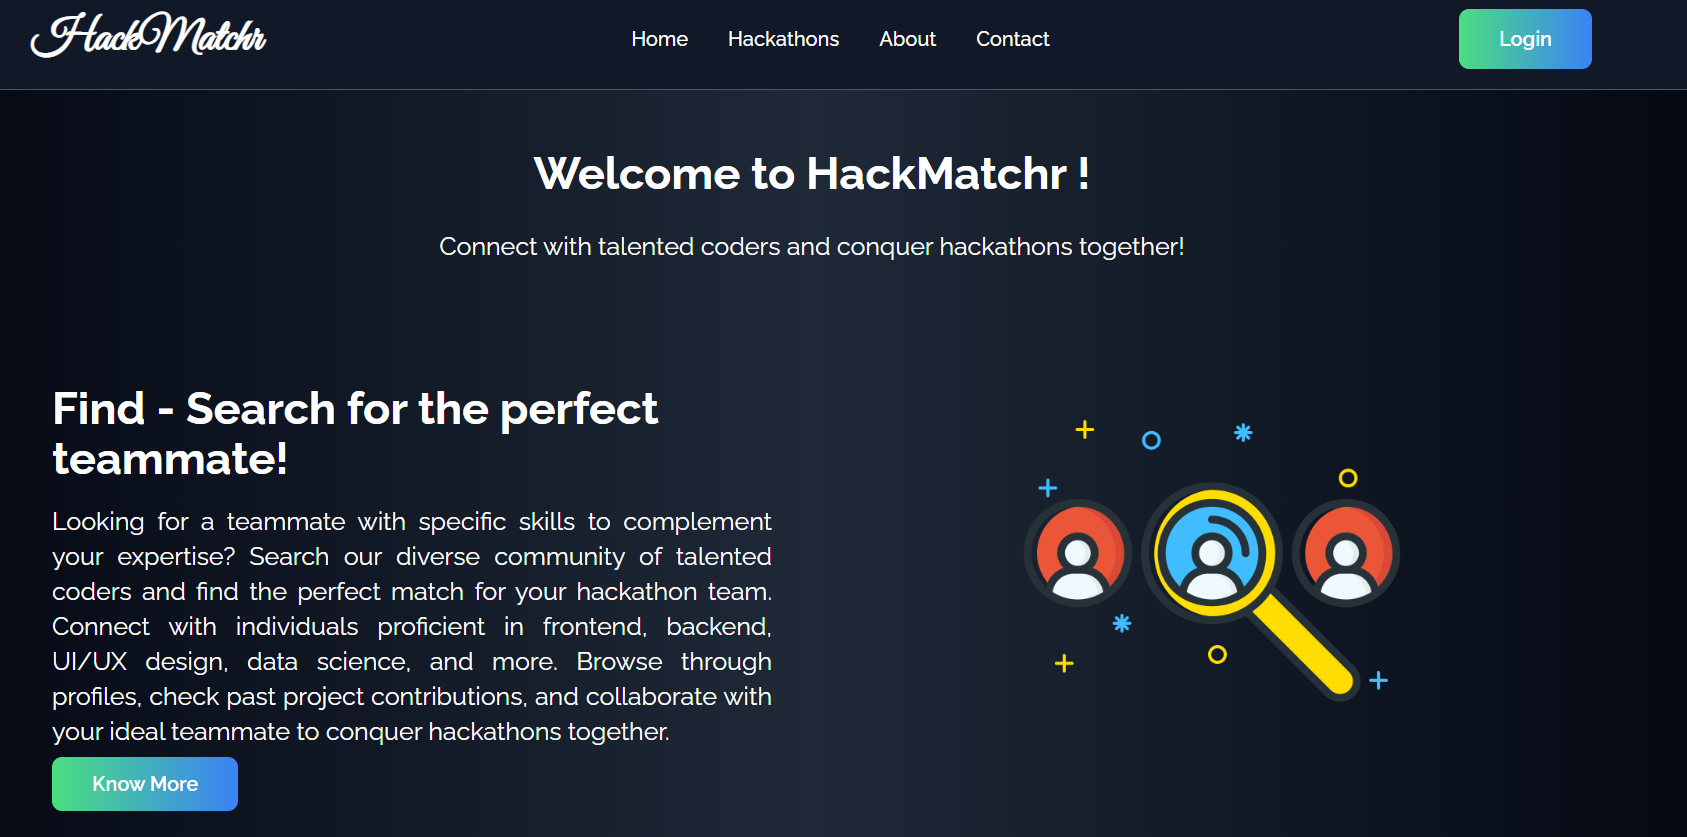 HackMatchr
Home
Hackathons
About
Contact
Login
Welcome to HackMatchr !
Connect with talented coders and conquer hackathons together!
Find - Search for the perfect
teammate!
Looking for a teammate with specific skills to complement
your expertise? Search our diverse community of talented
coders and find the perfect match for your hackathon team.
Connect with individuals proficient in frontend, backend,
UI/UX design, data science, and more. Browse through
profiles, check past project contributions, and collaborate with
your ideal teammate to conquer hackathons together.
Know More